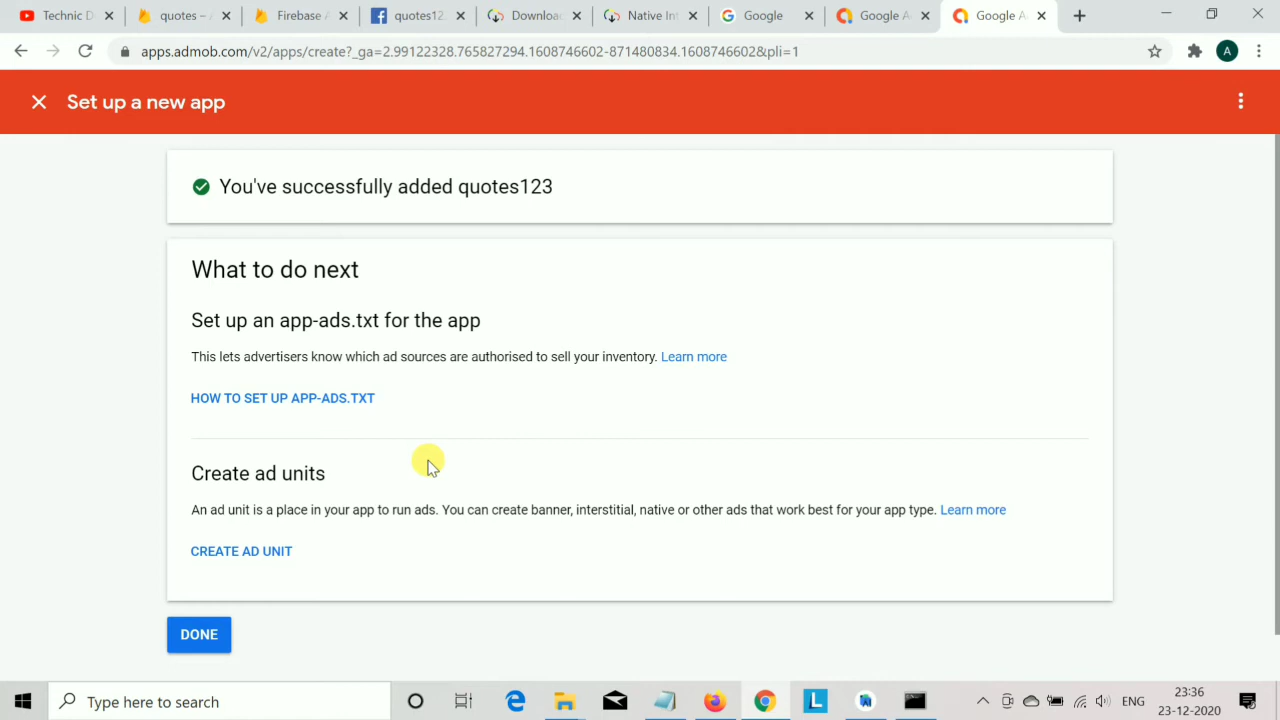 Technic D
quotes –
Firebase
quotes12
Downloa
Native Int
Google
Google A
Google A
apps.admob.com/v2/apps/create?_ga=2.99122328.765827294.1608746602-871480834.1608746602&pli=1
A
Set up a new app
You've successfully added quotes123
What to do next
Set up an app-ads.txt for the app
This lets advertisers know which ad sources are authorised to sell your inventory. Learn more
HOW TO SET UP APP-ADS.TXT
Create ad units
An ad unit is a place in your app to run ads. You can create banner, interstitial, native or other ads that work best for your app type. Learn more
CREATE AD UNIT
DONE
Type here to search
L
ENG
23:36
23-12-2020